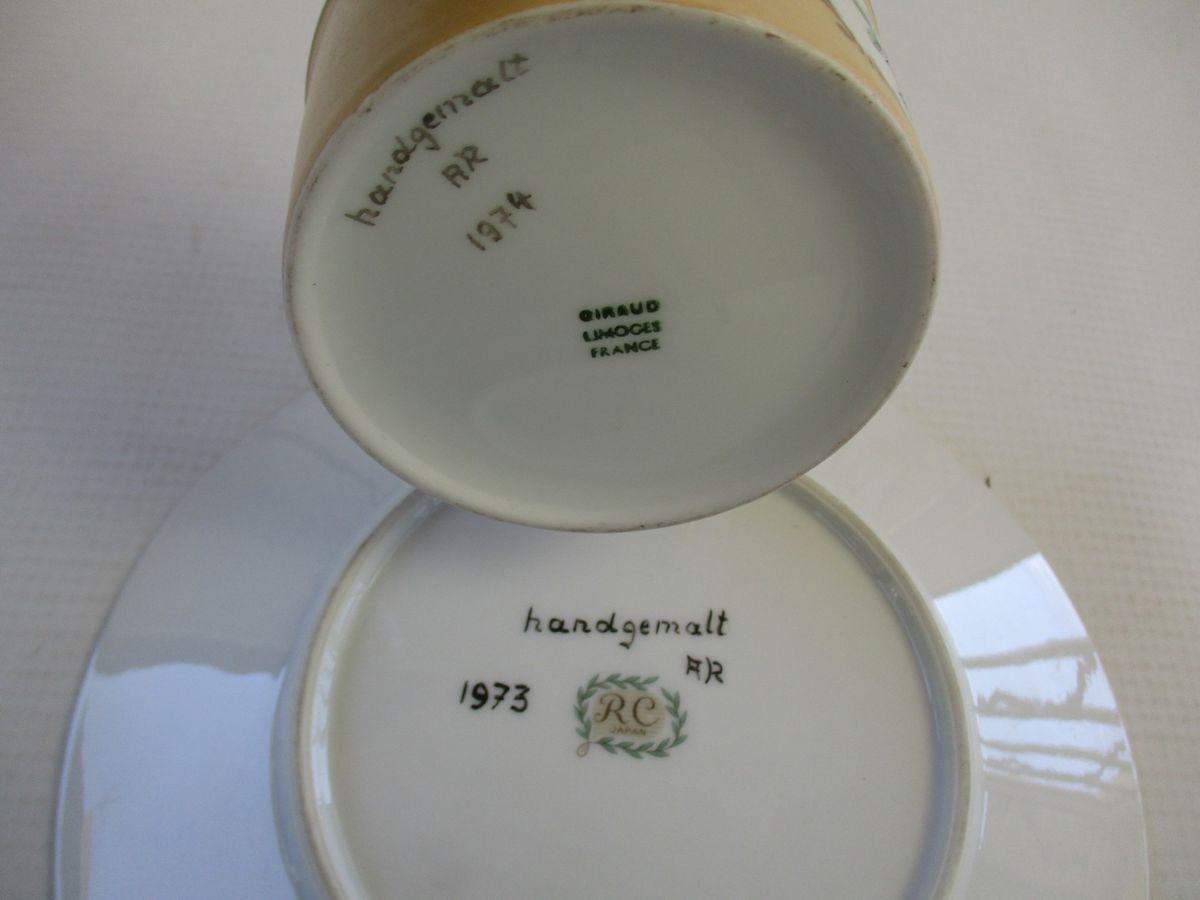 handgemalt
AR
1974
GIRAUD
LIMOGES
FRANCE
handgemalt
AR
1973
RC
JAPAN